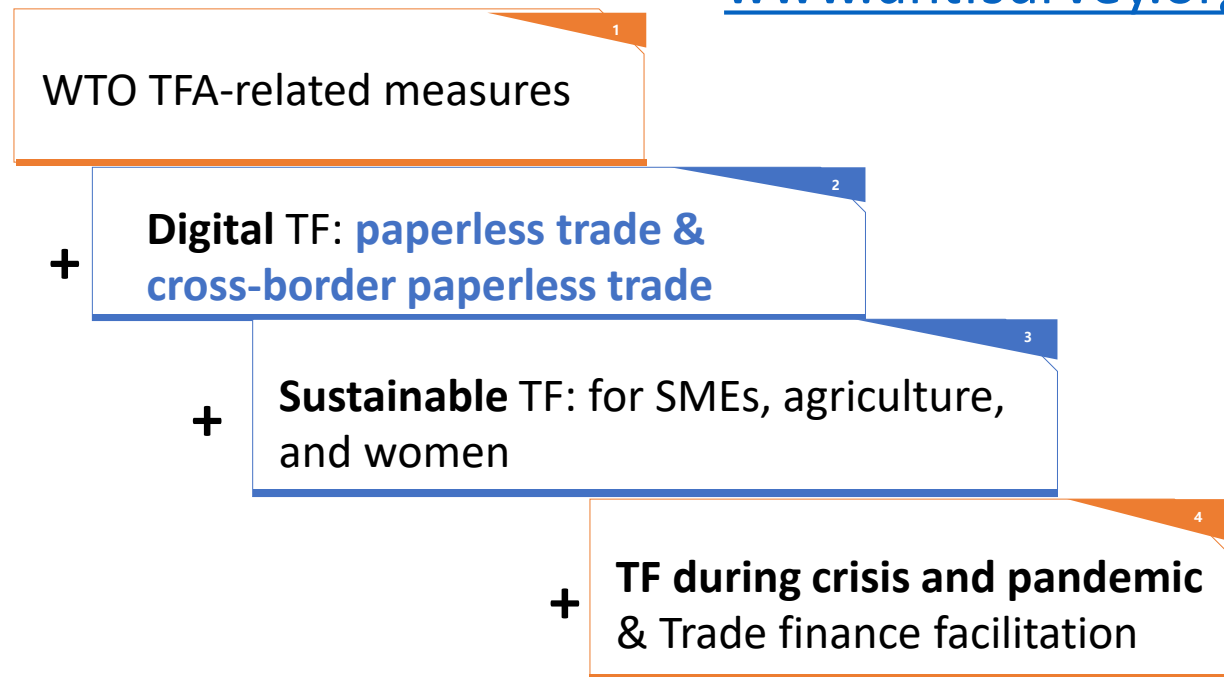 1
WTO TFA-related measures
2
+
Digital TF: paperless trade &
cross-border paperless trade
3
+
Sustainable TF: for SMEs, agriculture,
and women
4
+
TF during crisis and pandemic
& Trade finance facilitation